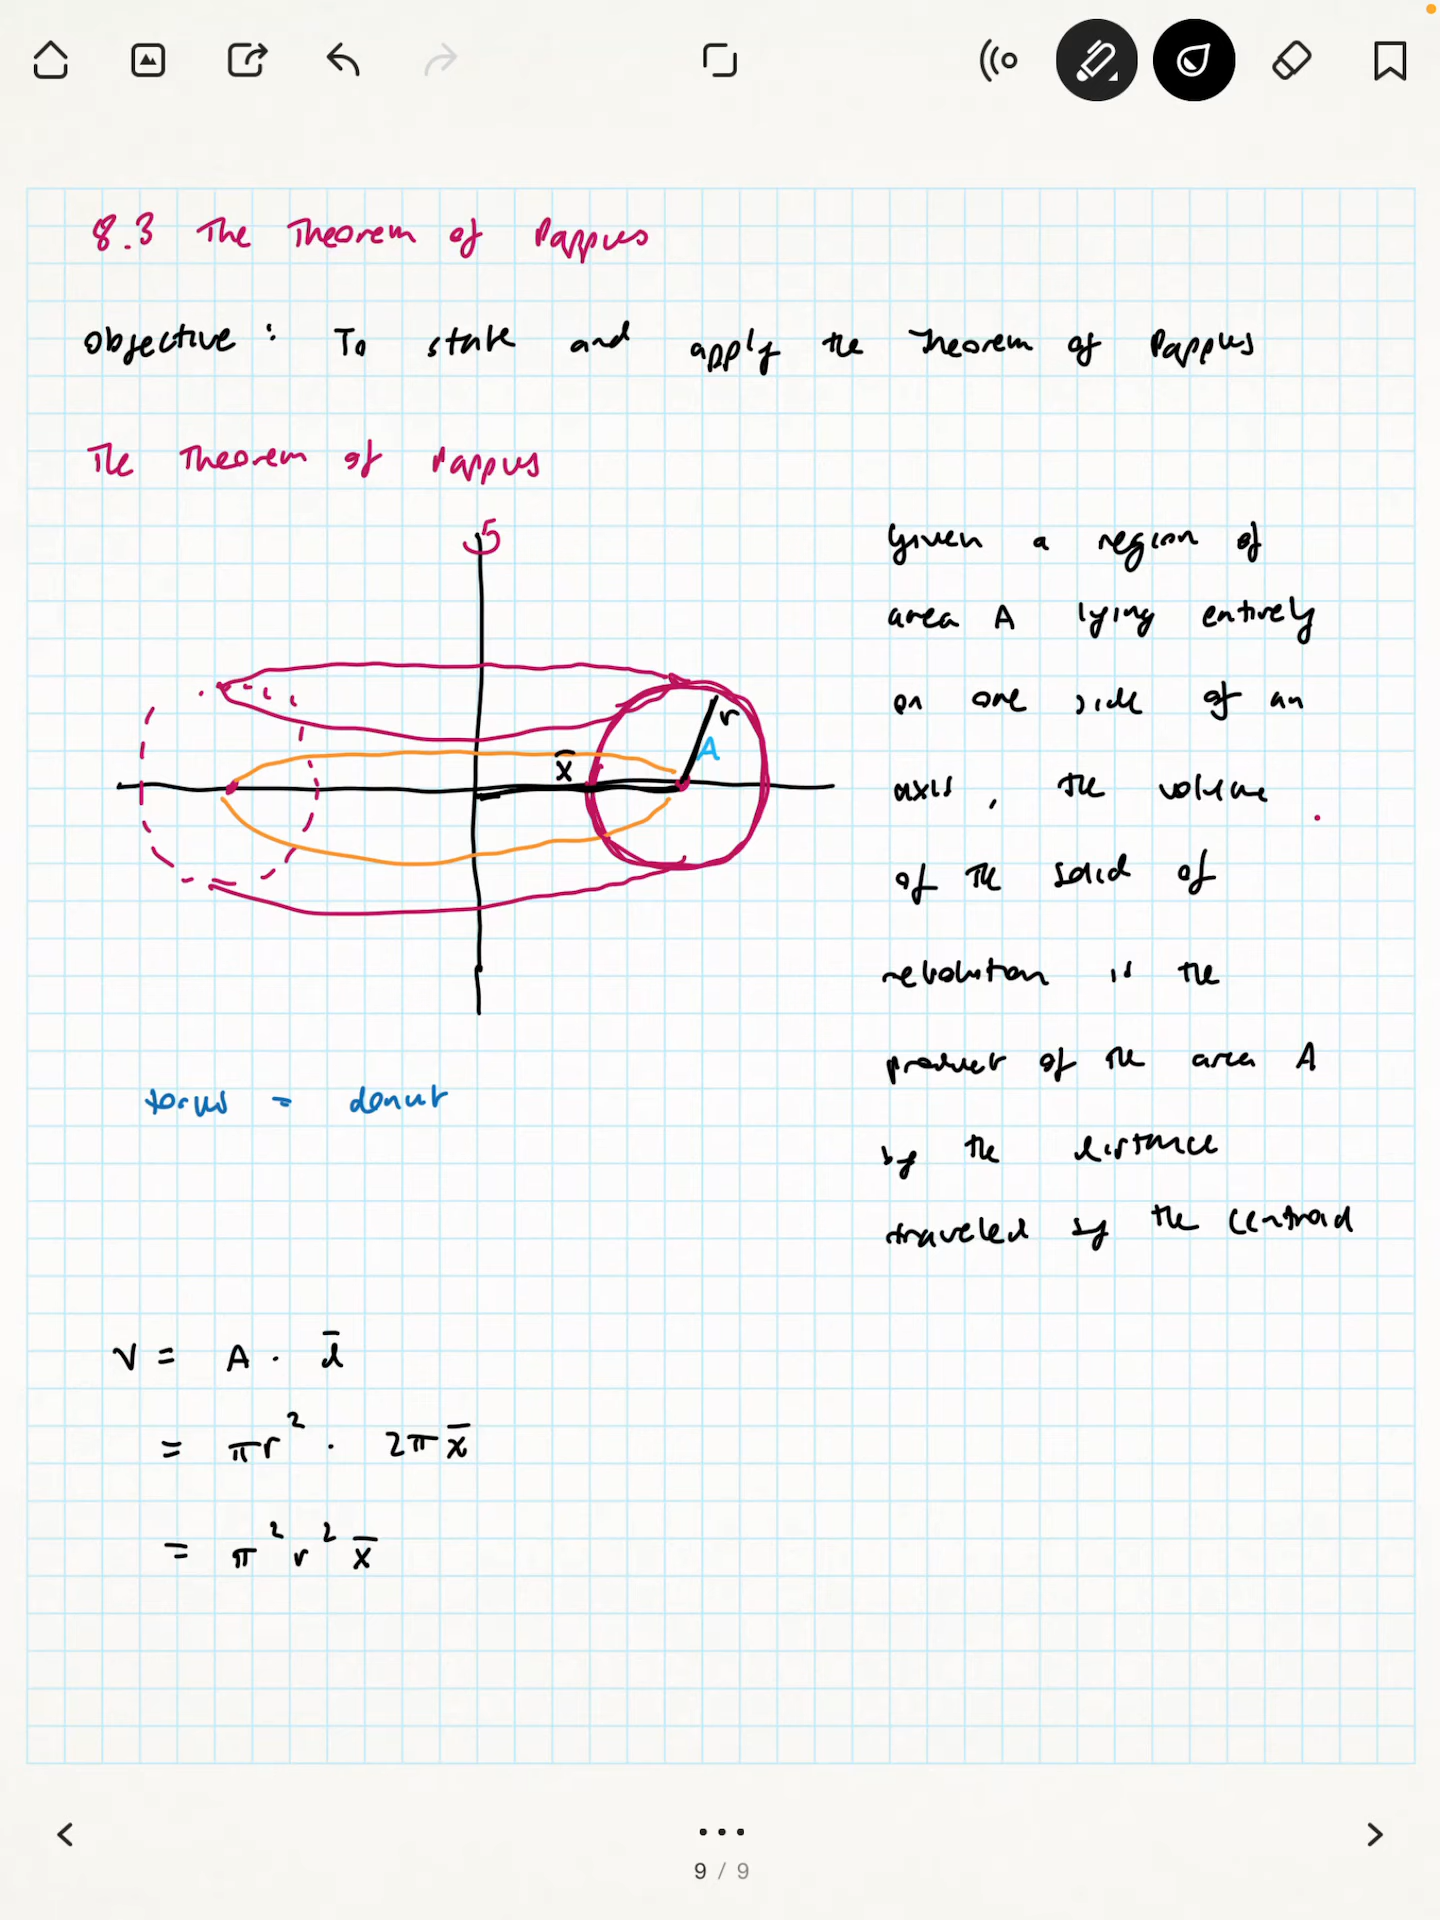 8.3 The Theorem of Pappus
Objective : To state and apply the Theorem of Pappus
The Theorem of Pappus
Given a region of
area A lying entirely
on one side of an
axis , the volume
of the solid of
revolution is the
product of the area A
by the distance
traveled by the centroid
r
A
x̄
torus = donut
V = A · d̄
= πr² · 2πx̄
= π² r² x̄
9 / 9